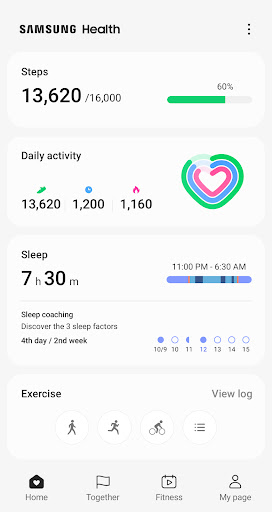 SAMSUNG Health
Steps
13,620 /16,000
60%
Daily activity
13,620 1,200 1,160
Sleep
7 h 30 m
11:00 PM - 6:30 AM
Sleep coaching
Discover the 3 sleep factors
4th day / 2nd week
10/9 10 11 12 13 14 15
Exercise
View log
Home Together Fitness My page